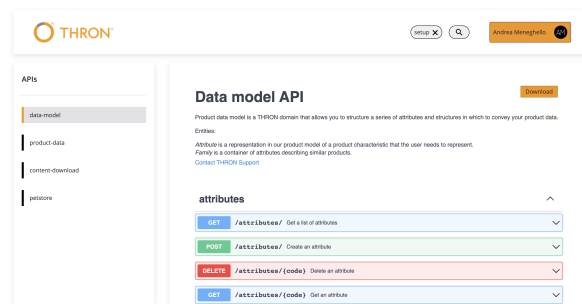 THRON
setup
Andrea Meneghello AM
APIs
data-model
product-data
content-download
petstore
Data model API
Download
Product data model is a THRON domain that allows you to structure a series of attributes and structures in which to convey your product data.
Entities:
Attribute is a representation in our product model of a product characteristic that the user needs to represent.
Family is a container of attributes describing similar products.
Contact THRON Support
attributes
GET /attributes/ Get a list of attributes
POST /attributes/ Create an attribute
DELETE /attributes/{code} Delete an attribute
GET /attributes/{code} Get an attribute